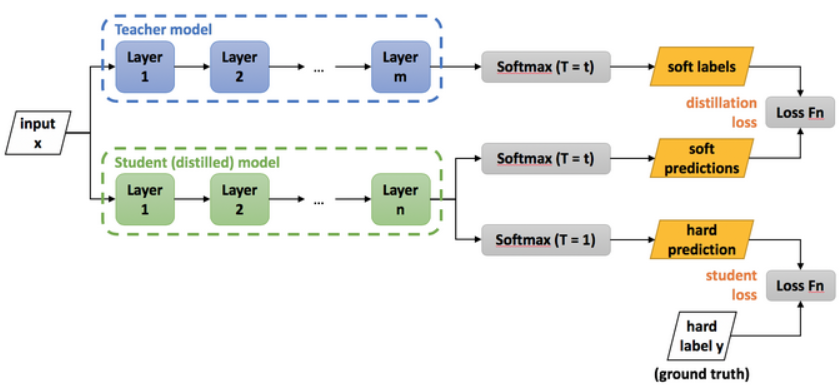 Teacher model
Layer
1
Layer
2
...
Layer
m
Softmax (T = t)
soft labels
distillation
loss
Loss Fn
input
x
Student (distilled) model
Layer
1
Layer
2
...
Layer
n
Softmax (T = t)
soft
predictions
Softmax (T = 1)
hard
prediction
student
loss
Loss Fn
hard
label y
(ground truth)